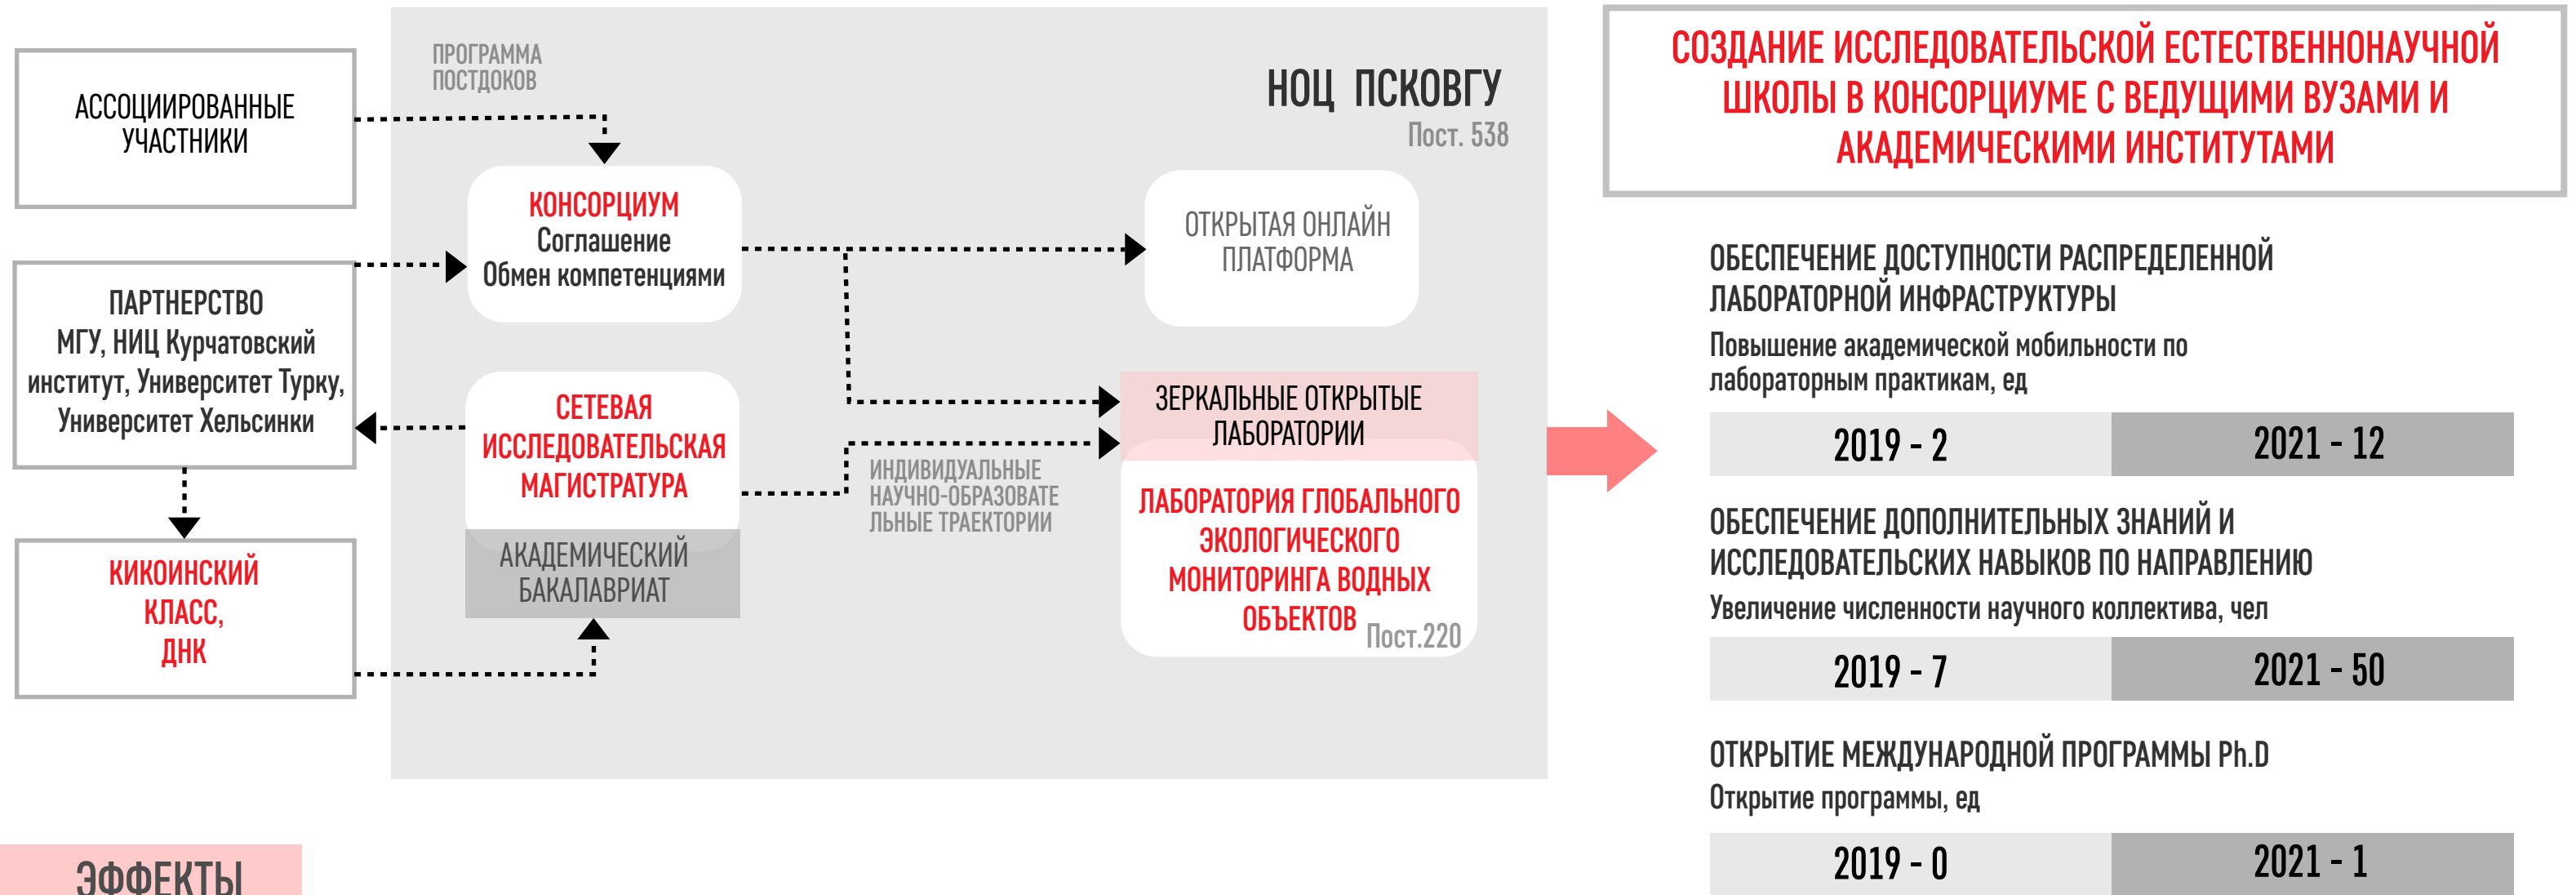 АССОЦИИРОВАННЫЕ
УЧАСТНИКИ
ПАРТНЕРСТВО
МГУ, НИЦ Курчатовский
институт, Университет Турку,
Университет Хельсинки
КИКОИНСКИЙ
КЛАСС,
ДНК
ПРОГРАММА
ПОСТДОКОВ
НОЦ ПСКОВГУ
Пост. 538
КОНСОРЦИУМ
Соглашение
Обмен компетенциями
ОТКРЫТАЯ ОНЛАЙН
ПЛАТФОРМА
СЕТЕВАЯ
ИССЛЕДОВАТЕЛЬСКАЯ
МАГИСТРАТУРА
АКАДЕМИЧЕСКИЙ
БАКАЛАВРИАТ
ИНДИВИДУАЛЬНЫЕ
НАУЧНО-ОБРАЗОВАТЕ
ЛЬНЫЕ ТРАЕКТОРИИ
ЗЕРКАЛЬНЫЕ ОТКРЫТЫЕ
ЛАБОРАТОРИИ
ЛАБОРАТОРИЯ ГЛОБАЛЬНОГО
ЭКОЛОГИЧЕСКОГО
МОНИТОРИНГА ВОДНЫХ
ОБЪЕКТОВ
Пост.220
СОЗДАНИЕ ИССЛЕДОВАТЕЛЬСКОЙ ЕСТЕСТВЕННОНАУЧНОЙ
ШКОЛЫ В КОНСОРЦИУМЕ С ВЕДУЩИМИ ВУЗАМИ И
АКАДЕМИЧЕСКИМИ ИНСТИТУТАМИ
ОБЕСПЕЧЕНИЕ ДОСТУПНОСТИ РАСПРЕДЕЛЕННОЙ
ЛАБОРАТОРНОЙ ИНФРАСТРУКТУРЫ
Повышение академической мобильности по
лабораторным практикам, ед
2019 - 2
2021 - 12
ОБЕСПЕЧЕНИЕ ДОПОЛНИТЕЛЬНЫХ ЗНАНИЙ И
ИССЛЕДОВАТЕЛЬСКИХ НАВЫКОВ ПО НАПРАВЛЕНИЮ
Увеличение численности научного коллектива, чел
2019 - 7
2021 - 50
ОТКРЫТИЕ МЕЖДУНАРОДНОЙ ПРОГРАММЫ Ph.D
Открытие программы, ед
2019 - 0
2021 - 1
ЭФФЕКТЫ